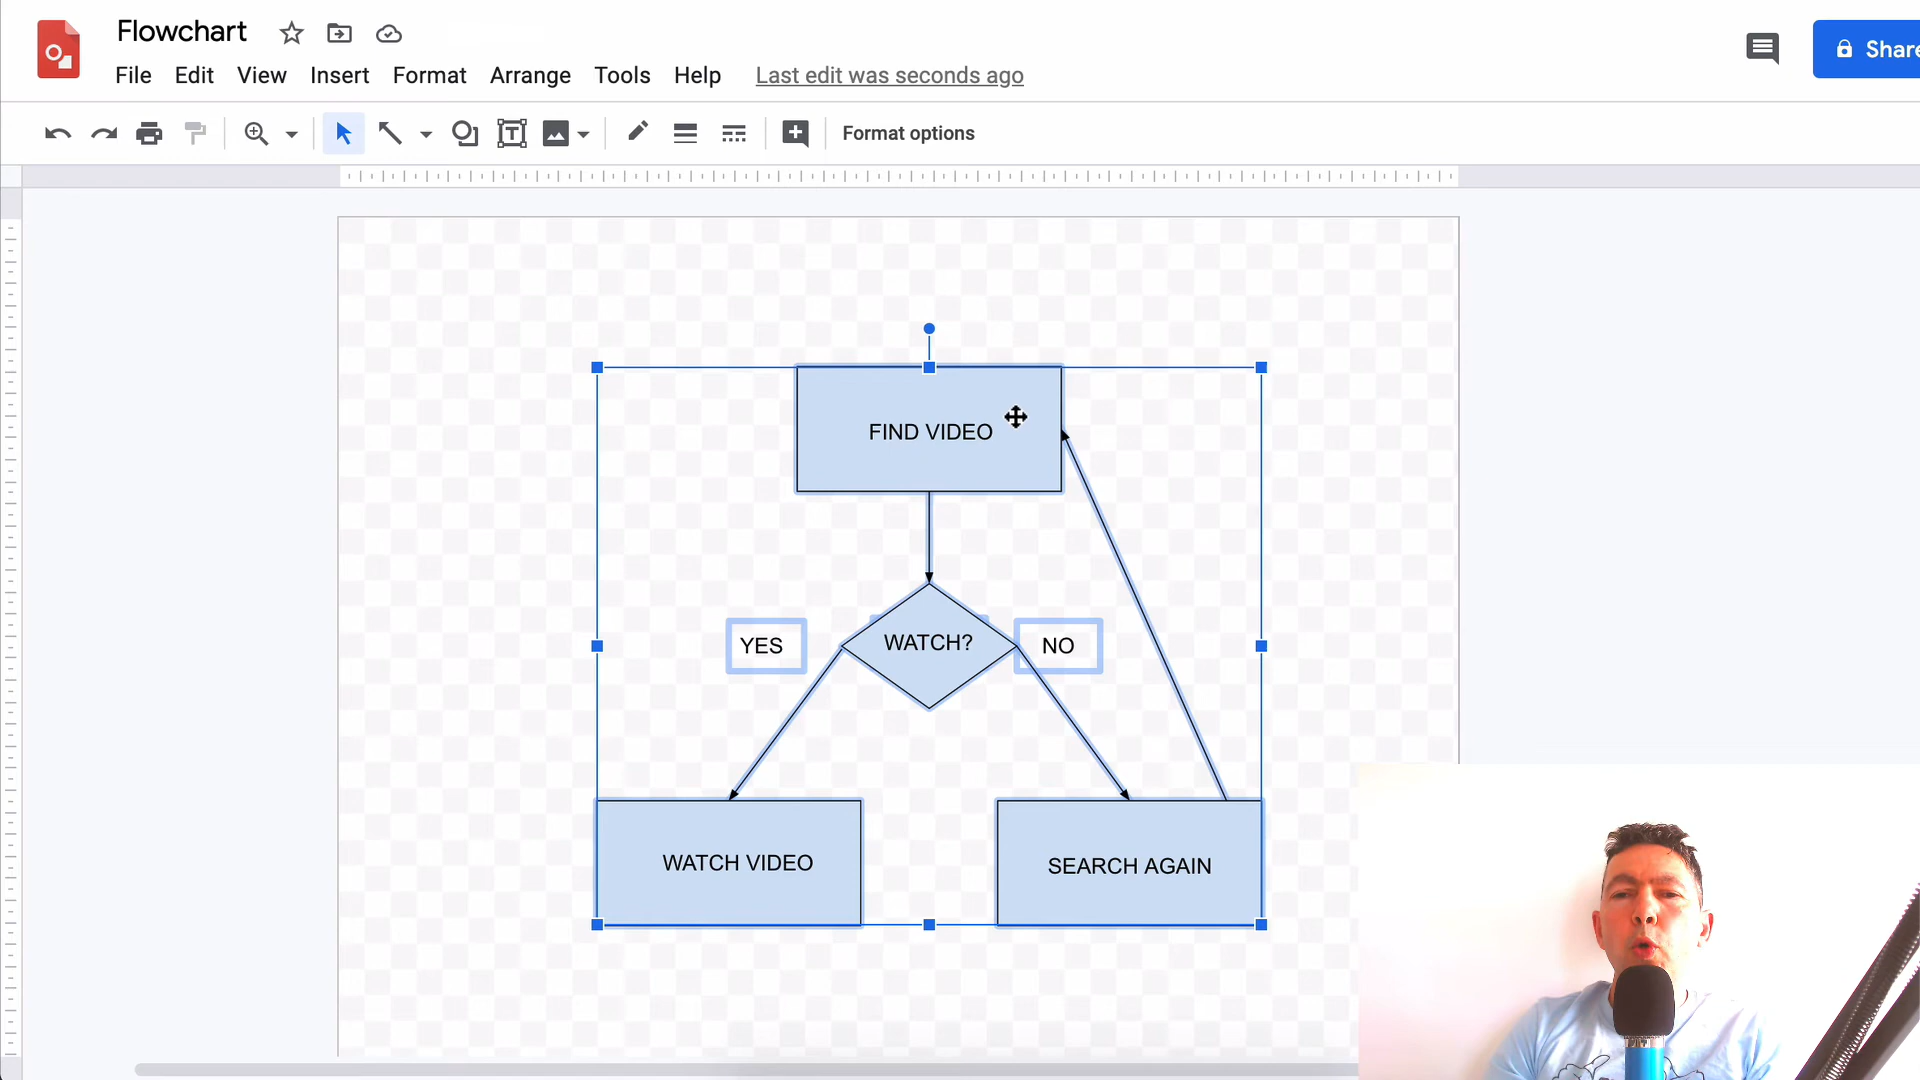 Flowchart
File Edit View Insert Format Arrange Tools Help Last edit was seconds ago
Share
Format options
FIND VIDEO
YES WATCH? NO
WATCH VIDEO SEARCH AGAIN